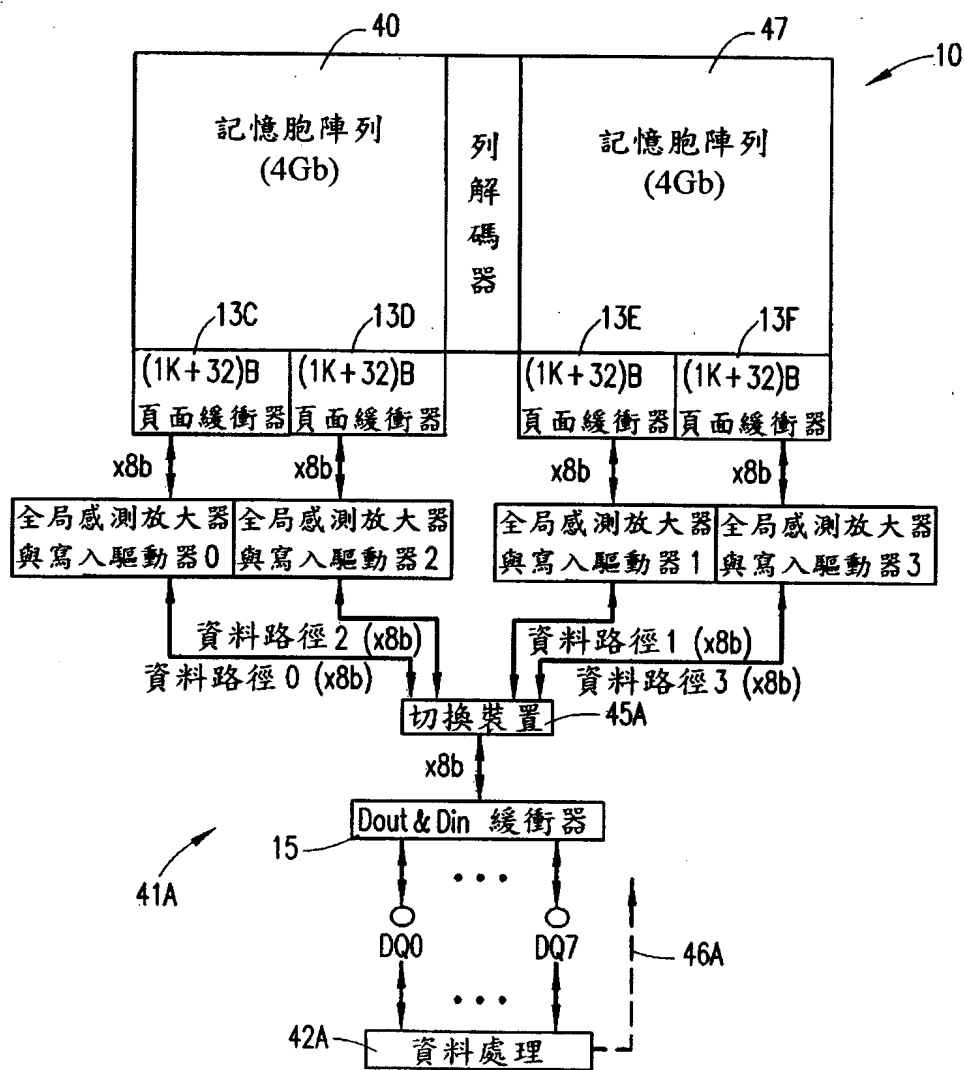 40
47
10
記憶胞陣列
(4Gb)
列解碼器
記憶胞陣列
(4Gb)
13C
13D
13E
13F
(1K+32)B
頁面緩衝器
(1K+32)B
頁面緩衝器
(1K+32)B
頁面緩衝器
(1K+32)B
頁面緩衝器
x8b
x8b
x8b
x8b
全局感測放大器
與寫入驅動器0
全局感測放大器
與寫入驅動器2
全局感測放大器
與寫入驅動器1
全局感測放大器
與寫入驅動器3
資料路徑2 (x8b)
資料路徑1 (x8b)
資料路徑0 (x8b)
資料路徑3 (x8b)
切換裝置
45A
x8b
Dout & Din 緩衝器
15
41A
• • •
DQ0
DQ7
46A
• • •
42A
資料處理